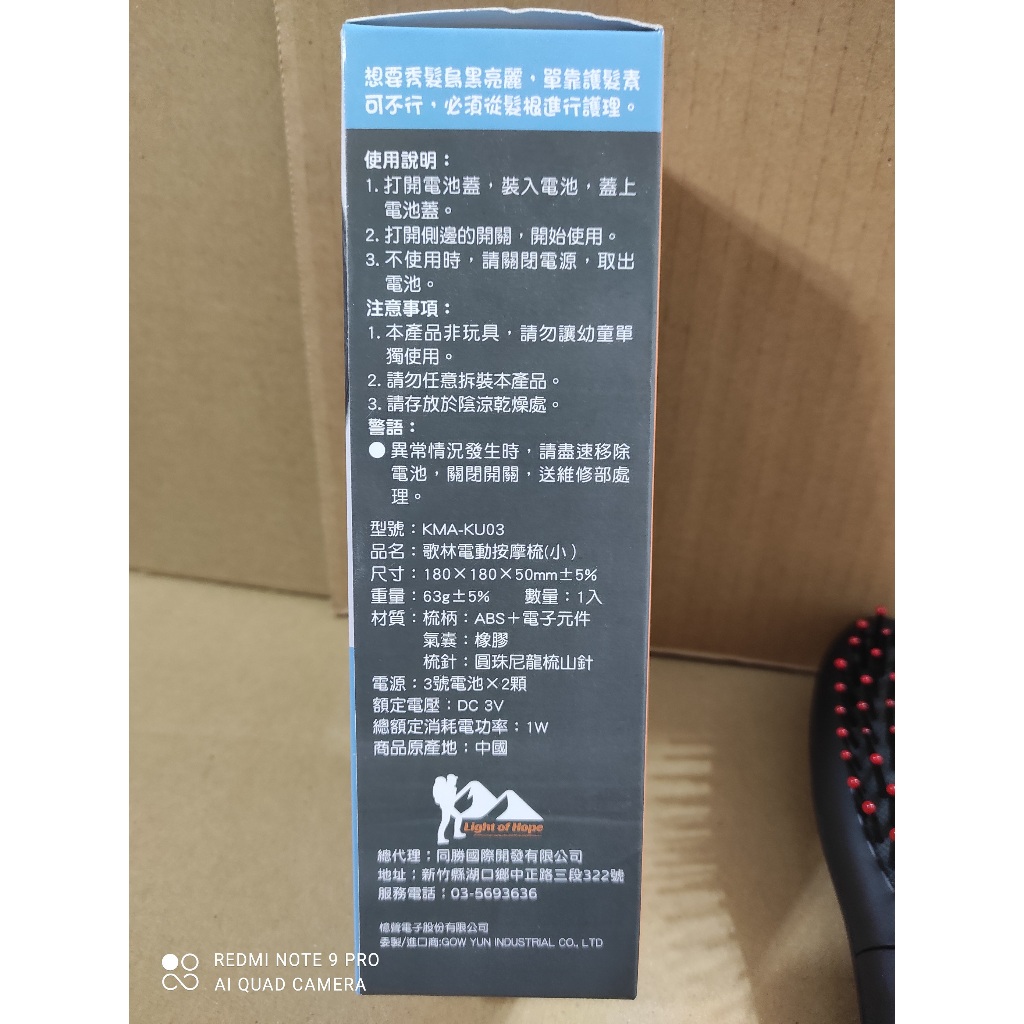 想要秀髮烏黑亮麗，單靠護髮素
可不行，必須從髮根進行護理。
使用說明：
1. 打開電池蓋，裝入電池，蓋上
電池蓋。
2. 打開側邊的開關，開始使用。
3. 不使用時，請關閉電源，取出
電池。
注意事項：
1. 本產品非玩具，請勿讓幼童單
獨使用。
2. 請勿任意拆裝本產品。
3. 請存放於陰涼乾燥處。
警語：
● 異常情況發生時，請盡速移除
電池，關閉開關，送維修部處
理。
型號：KMA-KU03
品名：歌林電動按摩梳(小)
尺寸：180×180×50mm±5%
重量：63g±5% 數量：1入
材質：梳柄：ABS＋電子元件
氣囊：橡膠
梳針：圓珠尼龍梳山針
電源：3號電池×2顆
額定電壓：DC 3V
總額定消耗電功率：1W
商品原產地：中國
Light of Hope
總代理：同勝國際開發有限公司
地址：新竹縣湖口鄉中正路三段322號
服務電話：03-5693636
憶聲電子股份有限公司
委製/進口商:GOW YUN INDUSTRIAL CO., LTD
REDMI NOTE 9 PRO
AI QUAD CAMERA